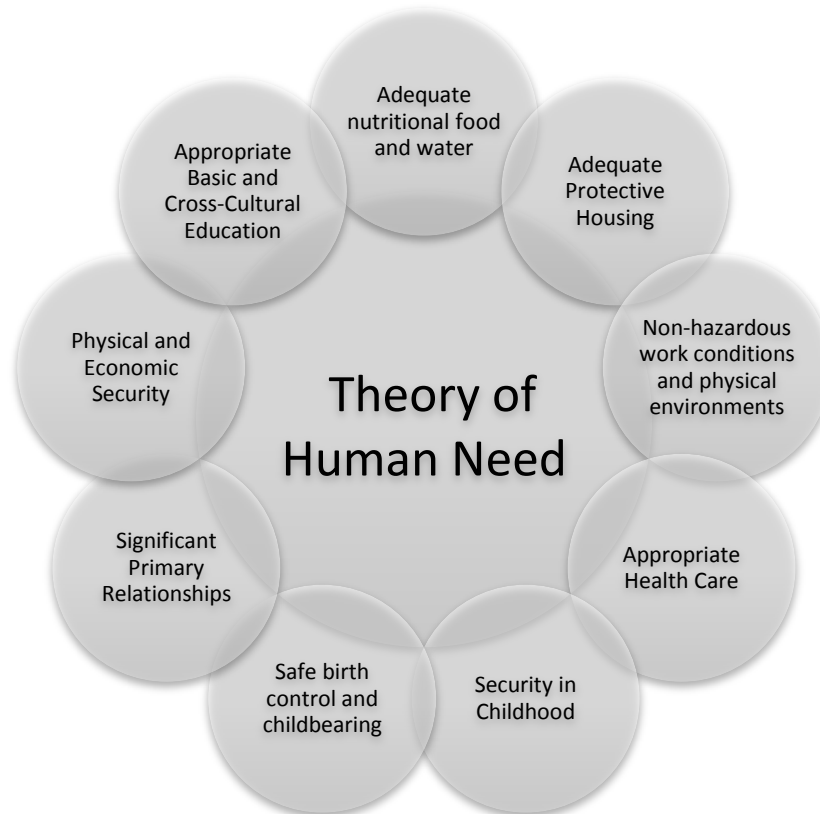 Adequate
nutritional food
and water
Adequate
Protective
Housing
Non-hazardous
work conditions
and physical
environments
Appropriate
Health Care
Security in
Childhood
Safe birth
control and
childbearing
Significant
Primary
Relationships
Physical and
Economic
Security
Appropriate
Basic and
Cross-Cultural
Education
Theory of
Human Need